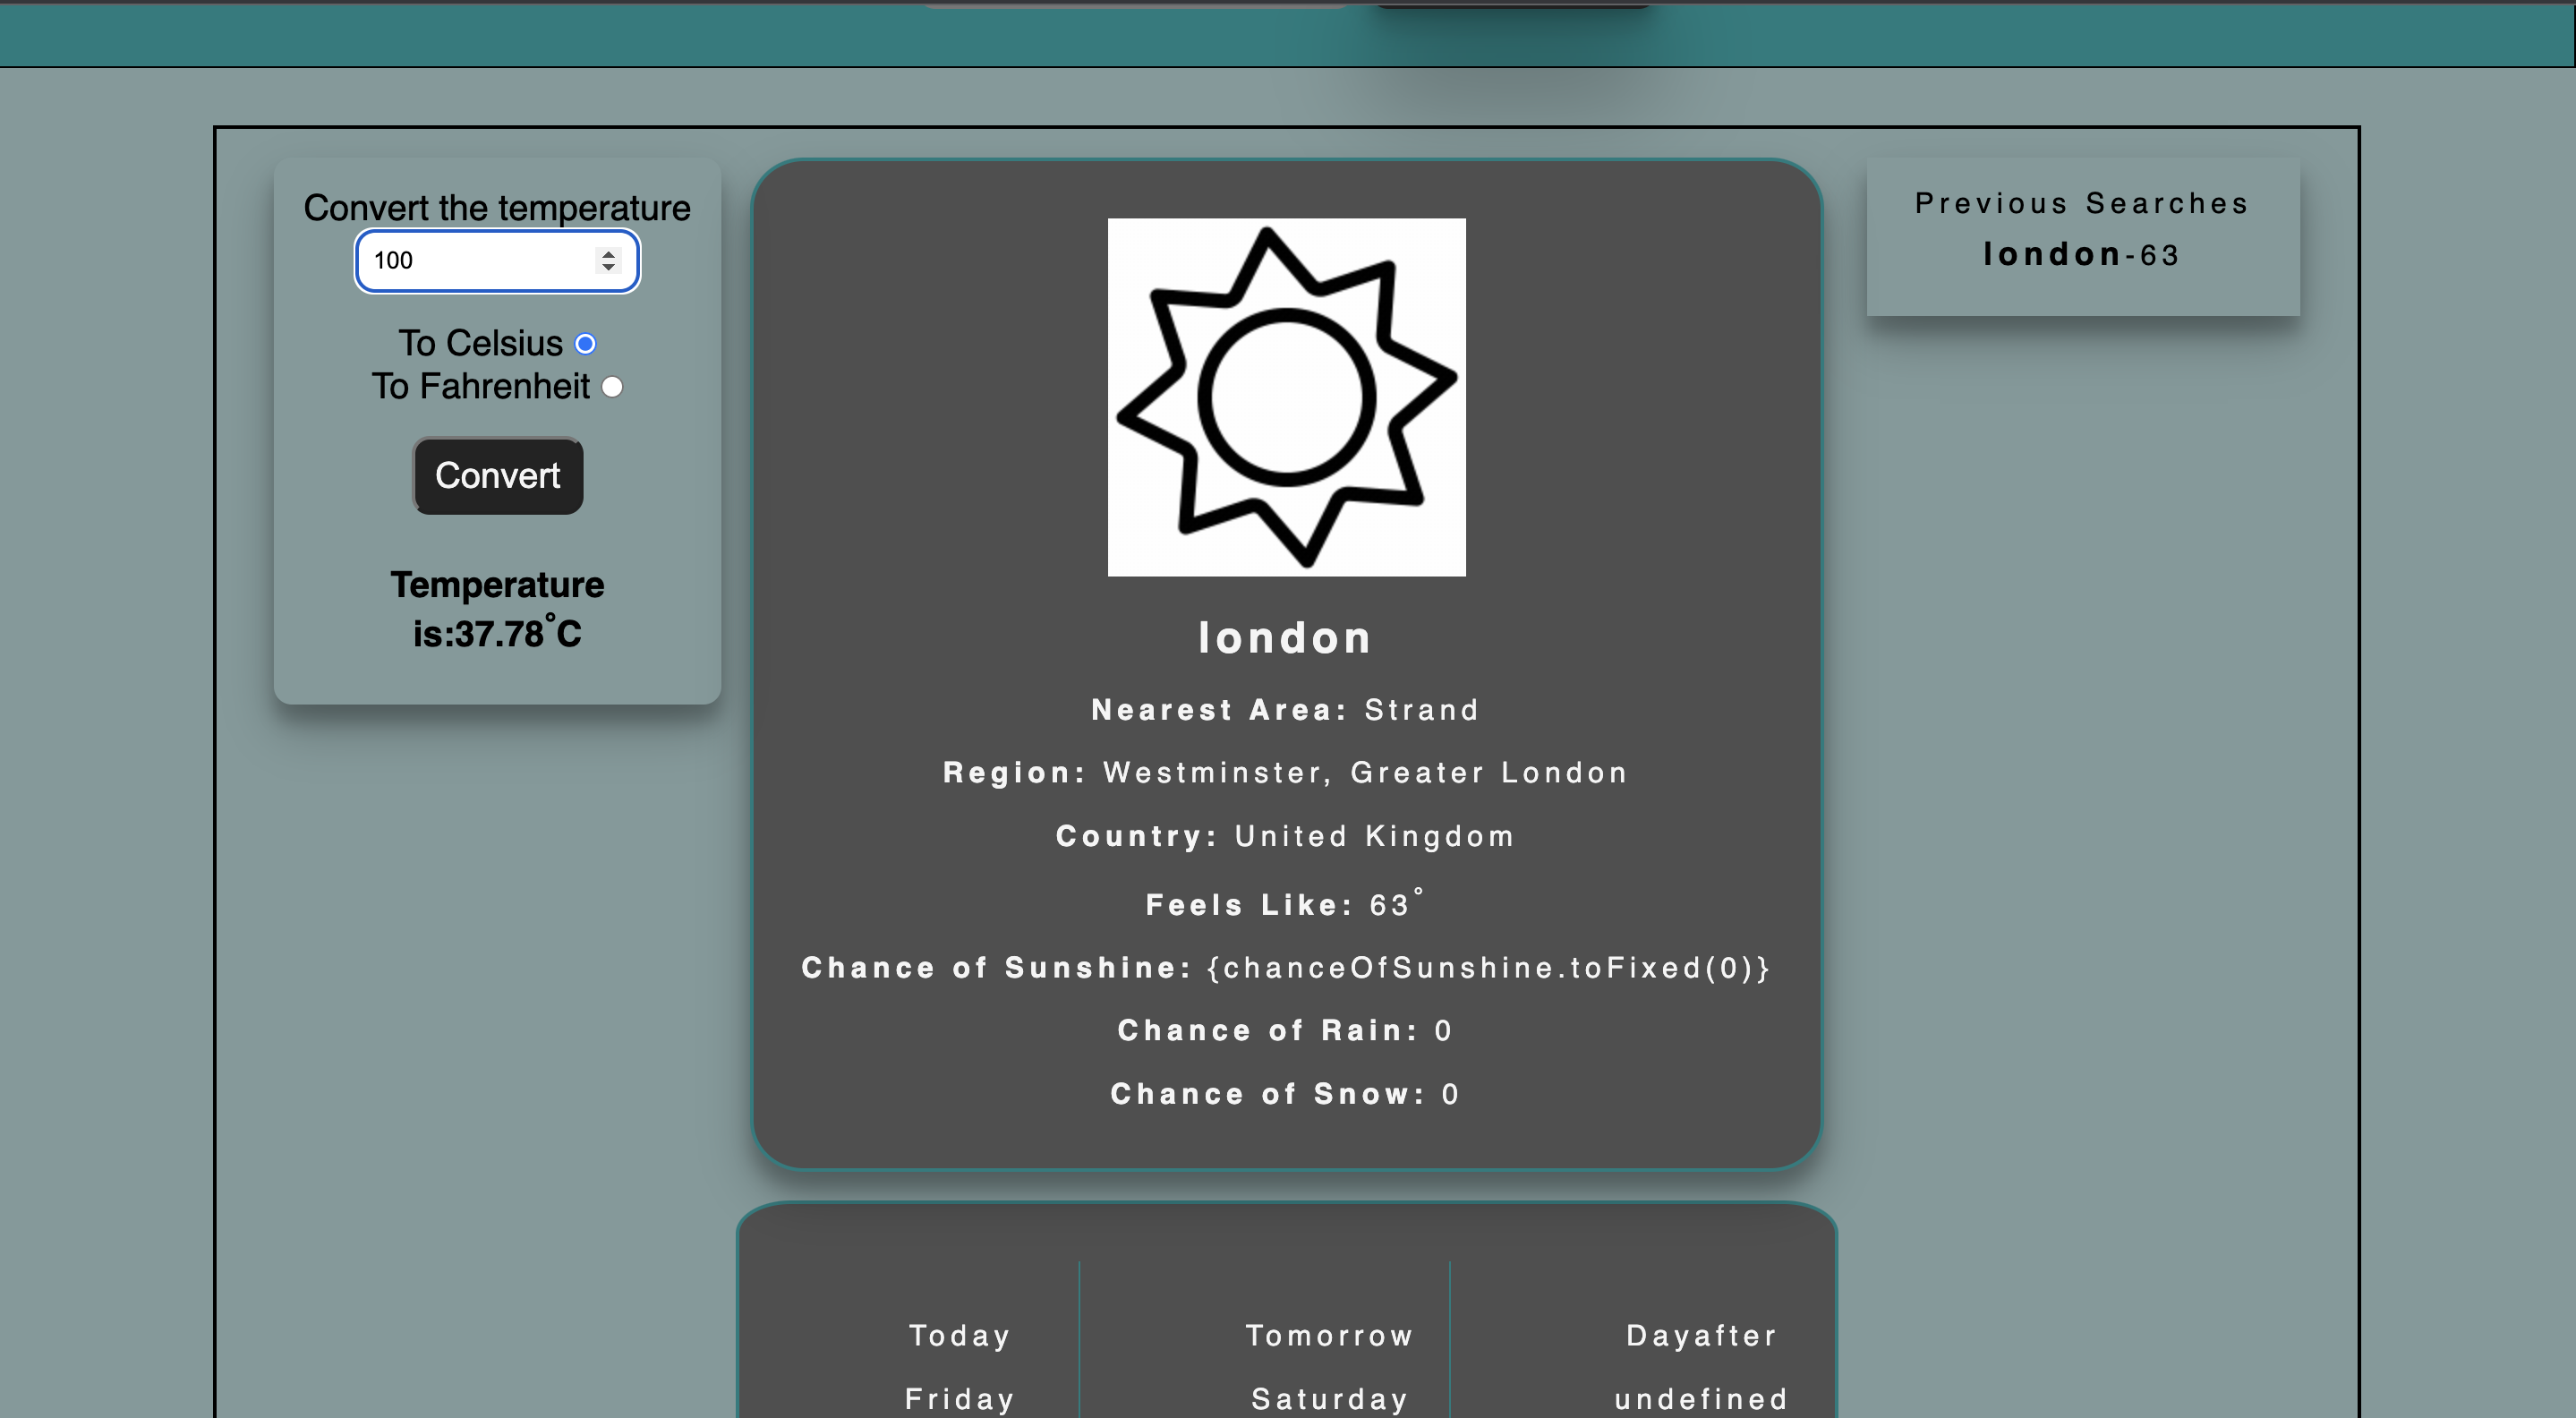 Convert the temperature
100
To Celsius
To Fahrenheit
Convert
Temperature
is:37.78°C
london
Nearest Area: Strand
Region: Westminster, Greater London
Country: United Kingdom
Feels Like: 63°
Chance of Sunshine: {chanceOfSunshine.toFixed(0)}
Chance of Rain: 0
Chance of Snow: 0
Previous Searches
london-63
Today
Tomorrow
Dayafter
Friday
Saturday
undefined